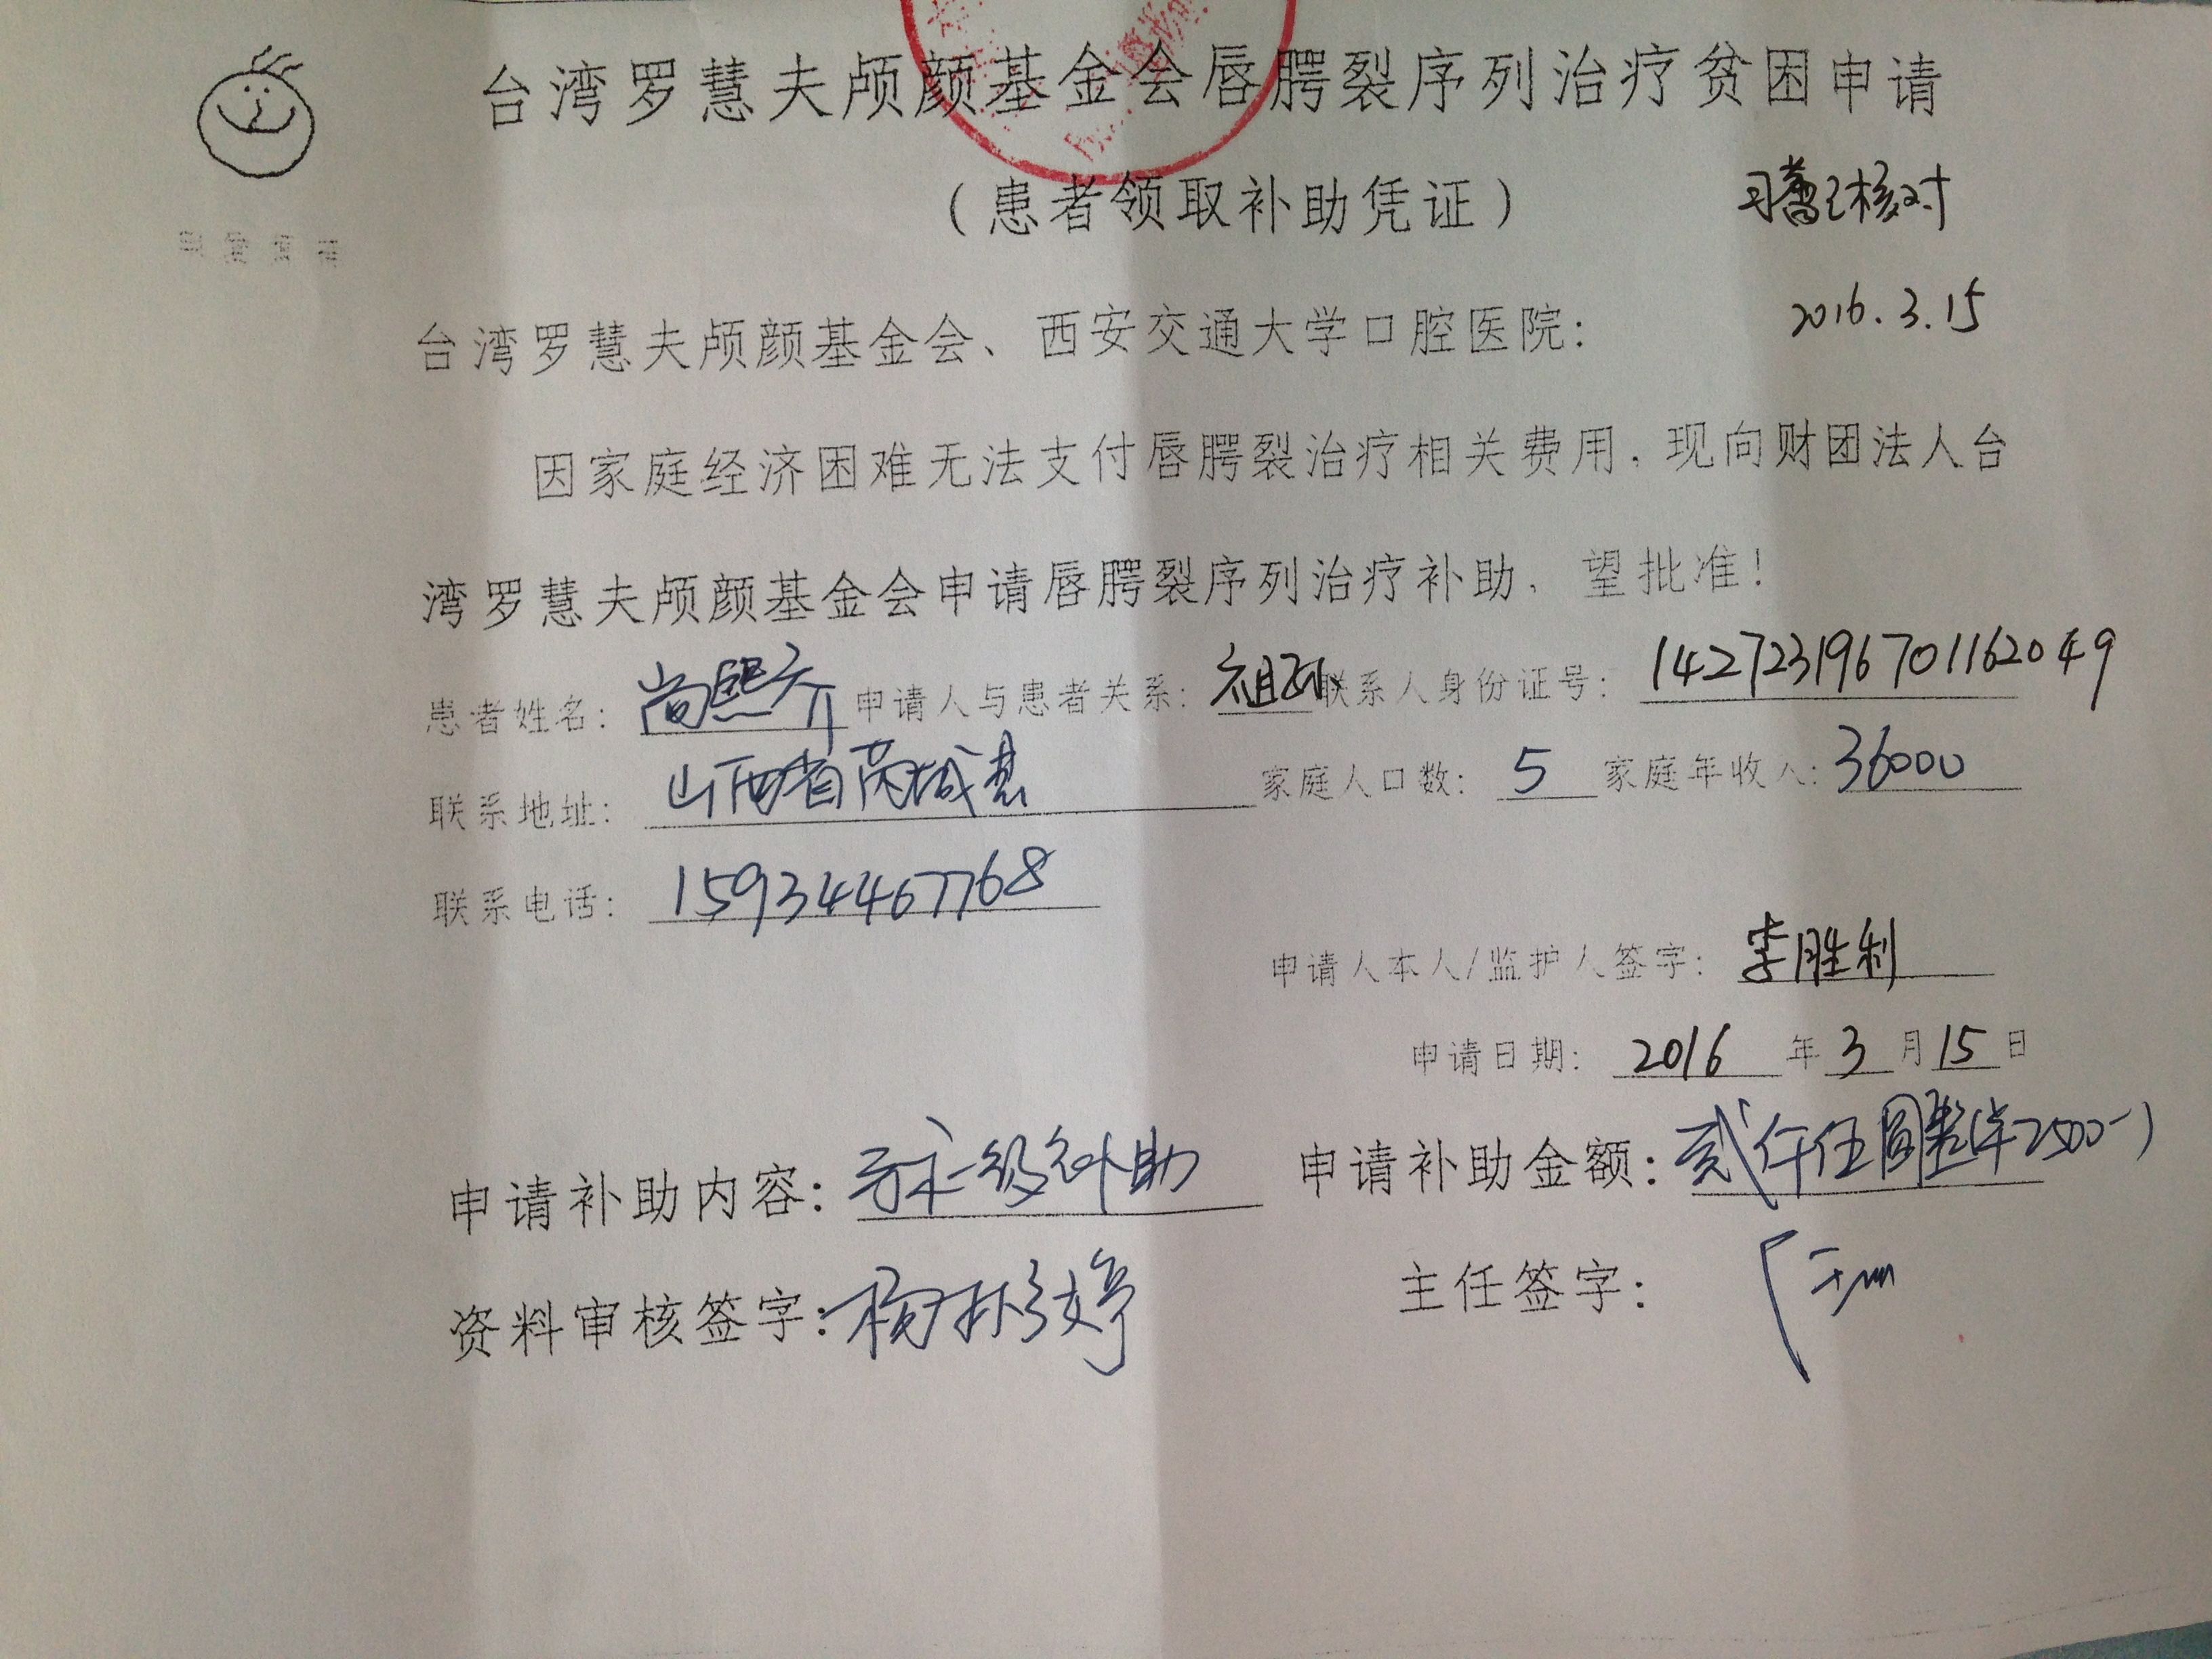 台湾罗慧夫颅颜基金会唇腭裂序列治疗贫困申请
（患者领取补助凭证）
已核对
2016.3.15
台湾罗慧夫颅颜基金会、西安交通大学口腔医院：
因家庭经济困难无法支付唇腭裂治疗相关费用，现向财团法人台
湾罗慧夫颅颜基金会申请唇腭裂序列治疗补助，望批准！
患者姓名：尚熙齐 申请人与患者关系：祖孙 联系人身份证号：142723196701162049
联系地址：山西省芮城县 家庭人口数：5 家庭年收入：36000
联系电话：15934467768
申请人本人/监护人签字：李胜利
申请日期：2016年3月15日
申请补助内容：手术一级补助 申请补助金额：贰仟伍圆整（¥2500-）
资料审核签字：杨彬婷 主任签字：